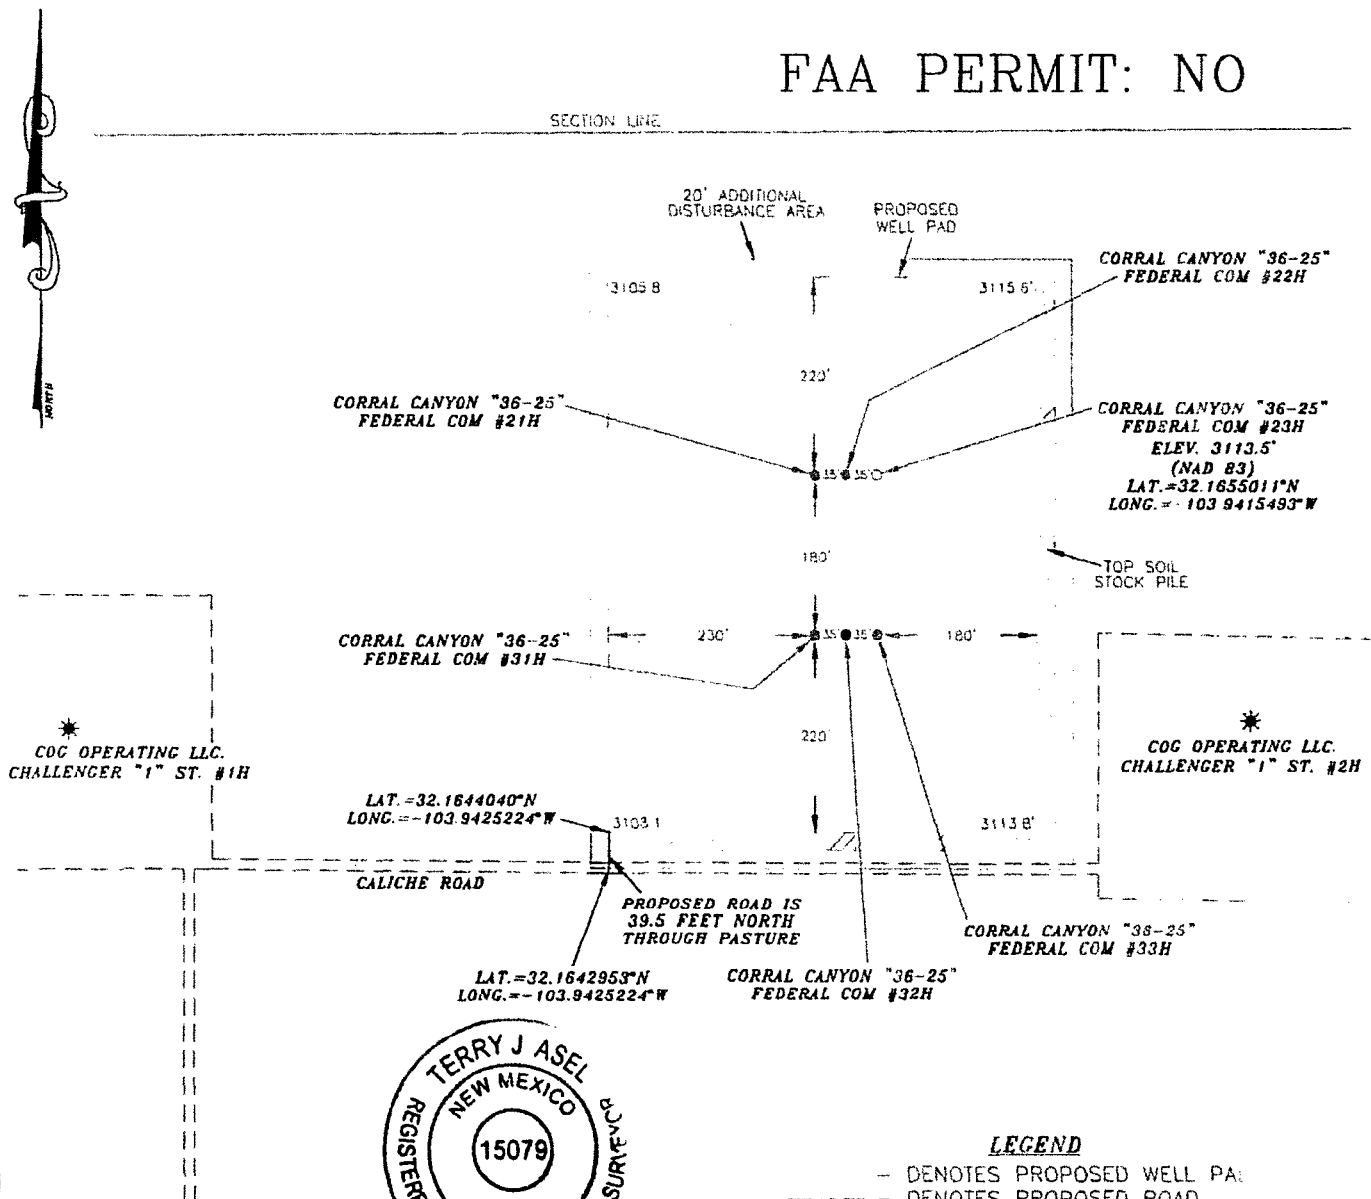 FAA PERMIT: NO
SECTION LINE
20' ADDITIONAL
DISTURBANCE AREA
PROPOSED
WELL PAD
CORRAL CANYON "36-25"
FEDERAL COM #22H
3105.8
3115.6'
220'
NORTH
CORRAL CANYON "36-25"
FEDERAL COM #21H
CORRAL CANYON "36-25"
FEDERAL COM #23H
ELEV. 3113.5'
(NAD 83)
LAT.=32.1655011°N
LONG.=-103.9415493°W
35' 35'
180'
TOP SOIL
STOCK PILE
CORRAL CANYON "36-25"
FEDERAL COM #31H
230' 35' 35' 180'
COG OPERATING LLC.
CHALLENGER "1" ST. #1H
220'
COG OPERATING LLC.
CHALLENGER "1" ST. #2H
LAT.=32.1644040°N
LONG.=-103.9425224°W
3103.1
3113.8'
CALICHE ROAD
PROPOSED ROAD IS
39.5 FEET NORTH
THROUGH PASTURE
CORRAL CANYON "36-25"
FEDERAL COM #33H
LAT.=32.1642953°N
LONG.=-103.9425224°W
CORRAL CANYON "36-25"
FEDERAL COM #32H
TERRY J ASEL
NEW MEXICO
15079
SURVEYOR
LEGEND
- DENOTES PROPOSED WELL PA
- DENOTES PROPOSED ROAD